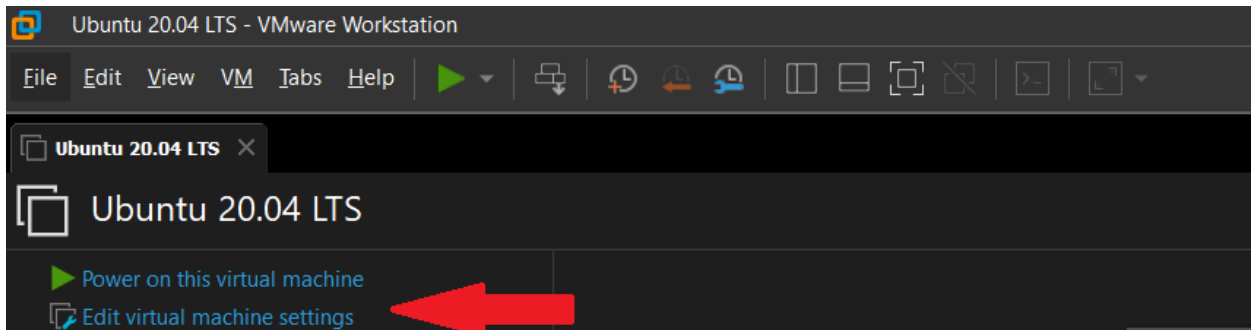 Ubuntu 20.04 LTS - VMware Workstation
File Edit View VM Tabs Help
Ubuntu 20.04 LTS
Ubuntu 20.04 LTS
Power on this virtual machine
Edit virtual machine settings